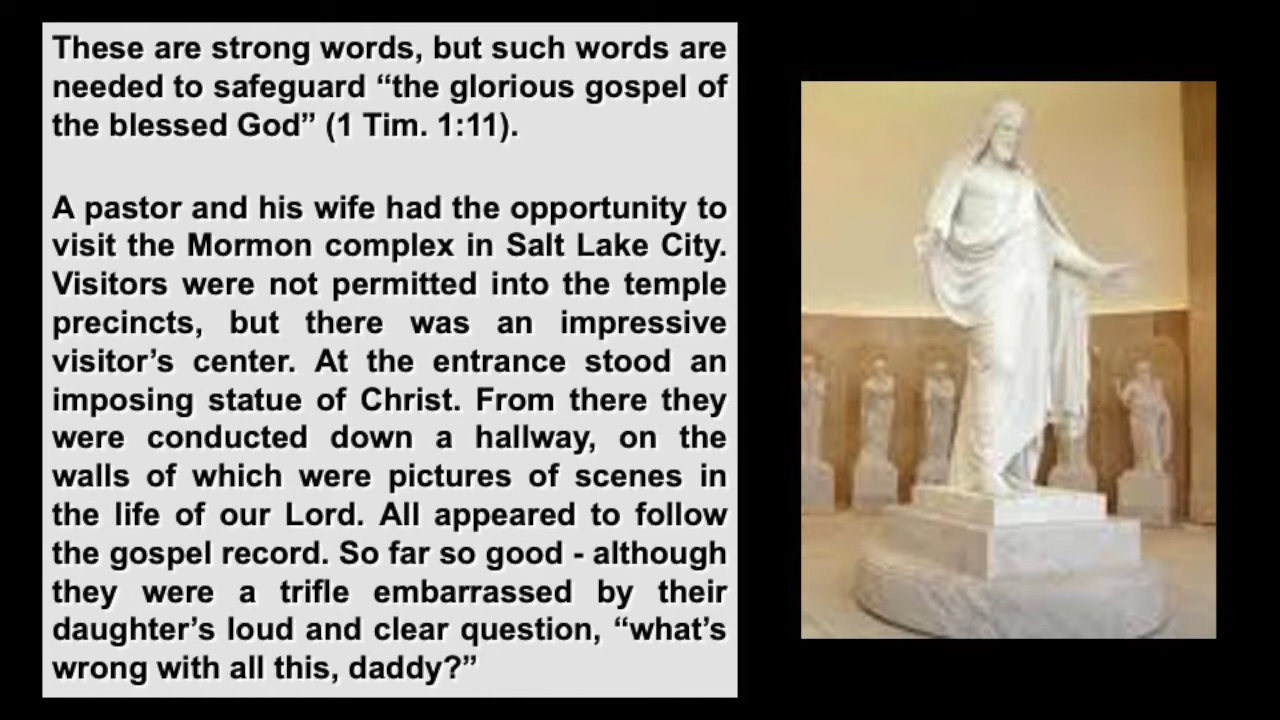 These are strong words, but such words are
needed to safeguard “the glorious gospel of
the blessed God” (1 Tim. 1:11).
A pastor and his wife had the opportunity to
visit the Mormon complex in Salt Lake City.
Visitors were not permitted into the temple
precincts, but there was an impressive
visitor’s center. At the entrance stood an
imposing statue of Christ. From there they
were conducted down a hallway, on the
walls of which were pictures of scenes in
the life of our Lord. All appeared to follow
the gospel record. So far so good - although
they were a trifle embarrassed by their
daughter’s loud and clear question, “what’s
wrong with all this, daddy?”